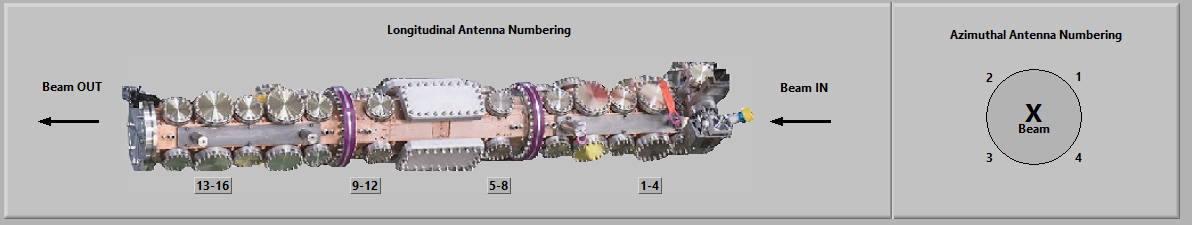 Longitudinal Antenna Numbering
Beam OUT
Beam IN
13-16
9-12
5-8
1-4
Azimuthal Antenna Numbering
2
1
X
Beam
3
4